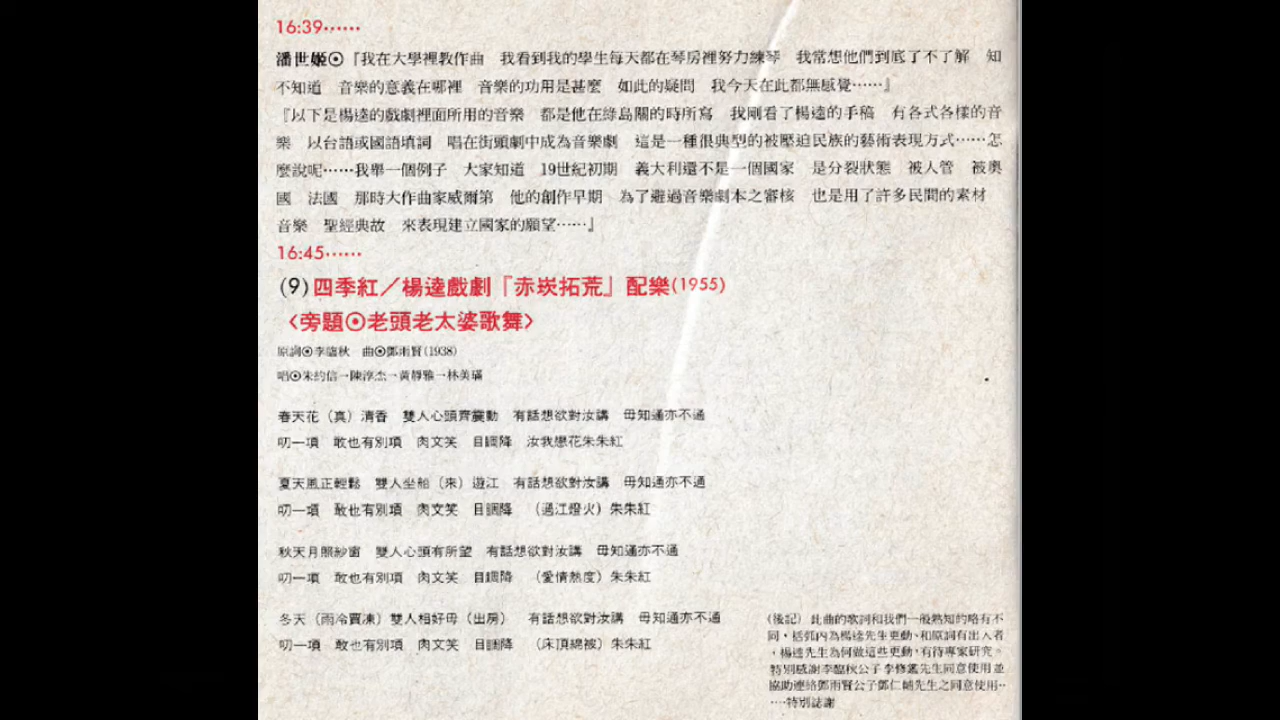 16:39……
潘世姬⊙『我在大學裡教作曲　我看到我的學生每天都在琴房裡努力練琴　我常想他們到底了不了解　知
不知道　音樂的意義在哪裡　音樂的功用是甚麼　如此的疑問　我今天在此都無感覺……』
『以下是楊逵的戲劇裡面所用的音樂　都是他在綠島關的時所寫　我剛看了楊逵的手稿　有各式各樣的音
樂　以台語或國語填詞　唱在街頭劇中成為音樂劇　這是一種很典型的被壓迫民族的藝術表現方式……怎
麼說呢……我舉一個例子　大家知道　19世紀初期　義大利還不是一個國家　是分裂狀態　被人管　被奧
國　法國　那時大作曲家威爾第　他的創作早期　為了避過音樂劇本之審核　也是用了許多民間的素材
音樂　聖經典故　來表現建立國家的願望……』
16:45……
(9)四季紅／楊逵戲劇『赤崁拓荒』配樂(1955)
〈旁題⊙老頭老太婆歌舞〉
原詞⊙李臨秋　曲⊙鄧雨賢(1938)
唱⊙朱約信→陳淳杰→黃靜雅→林美瑤
春天花（真）清香　雙人心頭齊震動　有話想欲對汝講　毋知通亦不通
叨一項　敢也有別項　肉文笑　目調降　汝我戀花朱朱紅
夏天風正輕鬆　雙人坐船（來）遊江　有話想欲對汝講　毋知通亦不通
叨一項　敢也有別項　肉文笑　目調降　（過江燈火）朱朱紅
秋天月照紗窗　雙人心頭有所望　有話想欲對汝講　毋知通亦不通
叨一項　敢也有別項　肉文笑　目調降　（愛情熱度）朱朱紅
冬天（雨冷賈凍）雙人相好毋（出房）　有話想欲對汝講　毋知通亦不通
叨一項　敢也有別項　肉文笑　目調降　（床頂綿被）朱朱紅
（後記）此曲的歌詞和我們一般熟知的略有不
同，括弧內為楊逵先生更動、和原詞有出入者
，楊逵先生為何做這些更動，有待專家研究。
特別感謝李臨秋公子李修鑑先生同意使用並
協助連絡鄧雨賢公子鄧仁輔先生之同意使用‥
‥‥特別誌謝